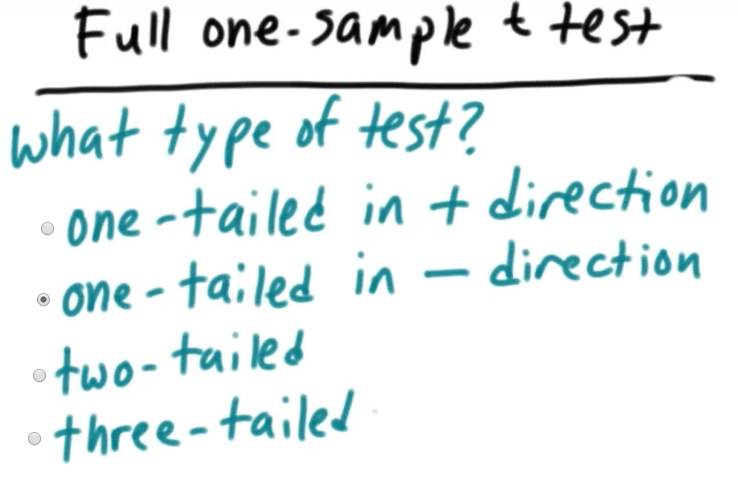 Full one-sample t test
what type of test?
one-tailed in + direction
one-tailed in - direction
two-tailed
three-tailed